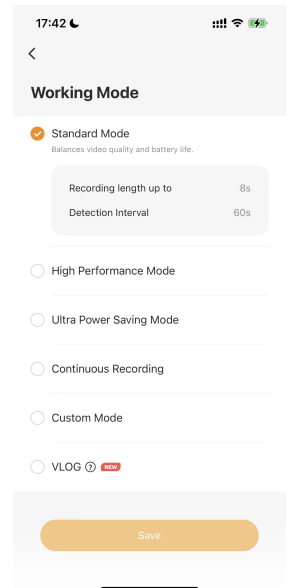 17:42
Working Mode
Standard Mode
Balances video quality and battery life.
Recording length up to 8s
Detection Interval 60s
High Performance Mode
Ultra Power Saving Mode
Continuous Recording
Custom Mode
VLOG ? NEW
Save